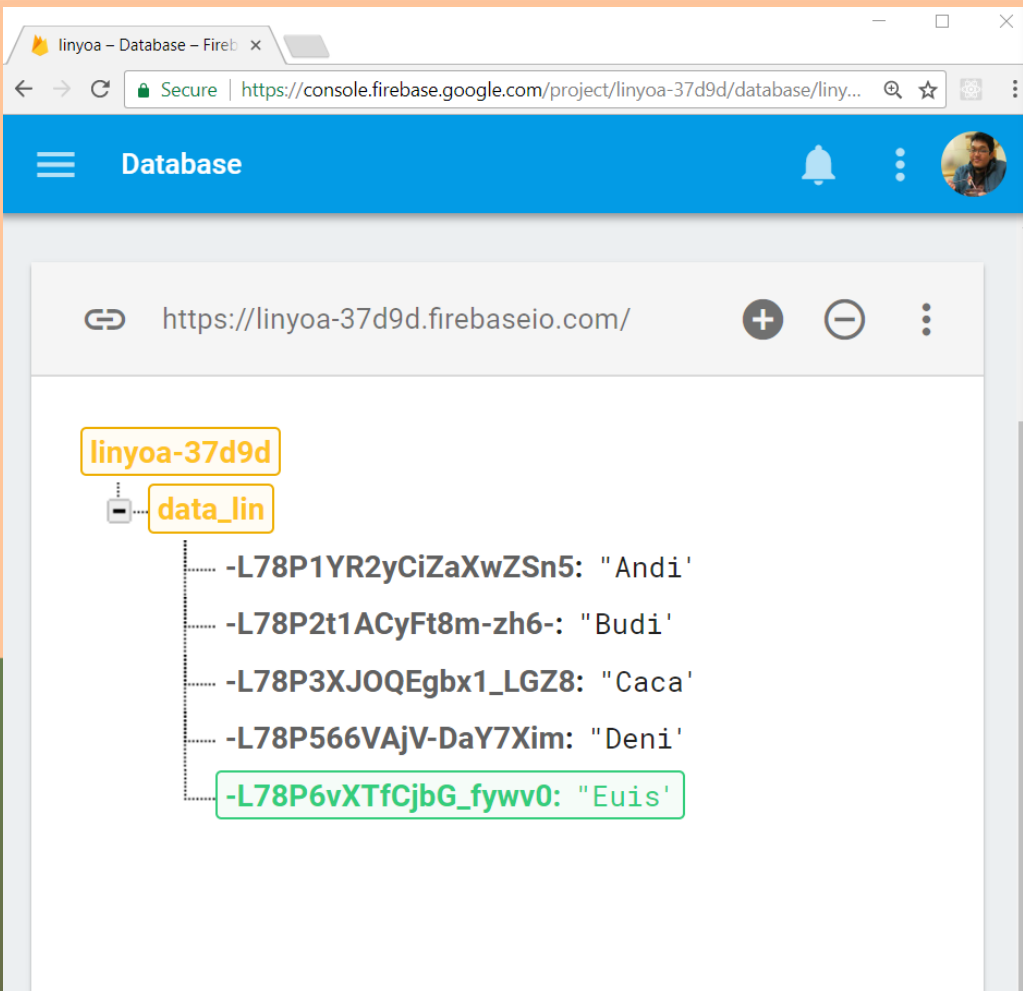 linyoa – Database – Fireb
Secure | https://console.firebase.google.com/project/linyoa-37d9d/database/liny...
Database
https://linyoa-37d9d.firebaseio.com/
linyoa-37d9d
data_lin
-L78P1YR2yCiZaXwZSn5: "Andi'
-L78P2t1ACyFt8m-zh6-: "Budi'
-L78P3XJOQEgbx1_LGZ8: "Caca'
-L78P566VAjV-DaY7Xim: "Deni'
-L78P6vXTfCjbG_fywv0: "Euis'